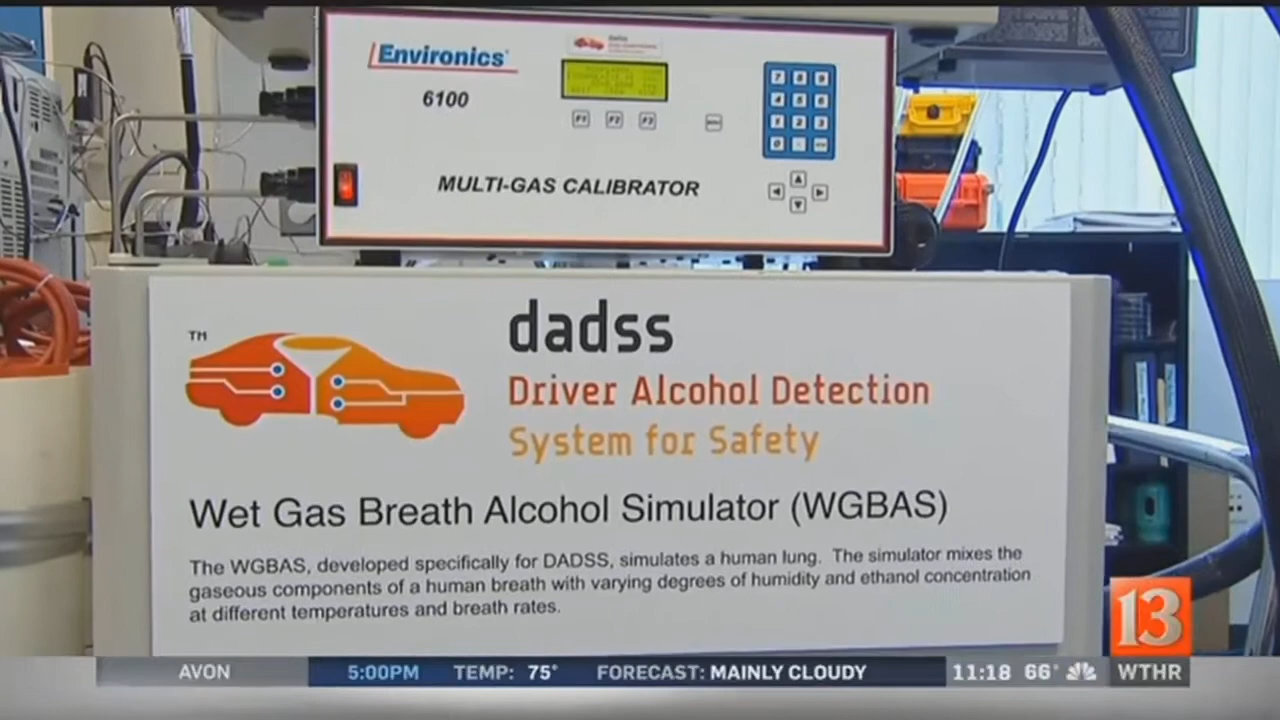 Environics
6100
MULTI-GAS CALIBRATOR
F1 F2 F3
7 8 9
4 5 6
1 2 3
0
TM
dadss
Driver Alcohol Detection
System for Safety
Wet Gas Breath Alcohol Simulator (WGBAS)
The WGBAS, developed specifically for DADSS, simulates a human lung. The simulator mixes the
gaseous components of a human breath with varying degrees of humidity and ethanol concentration
at different temperatures and breath rates.
13
AVON 5:00PM TEMP: 75° FORECAST: MAINLY CLOUDY 11:18 66° WTHR